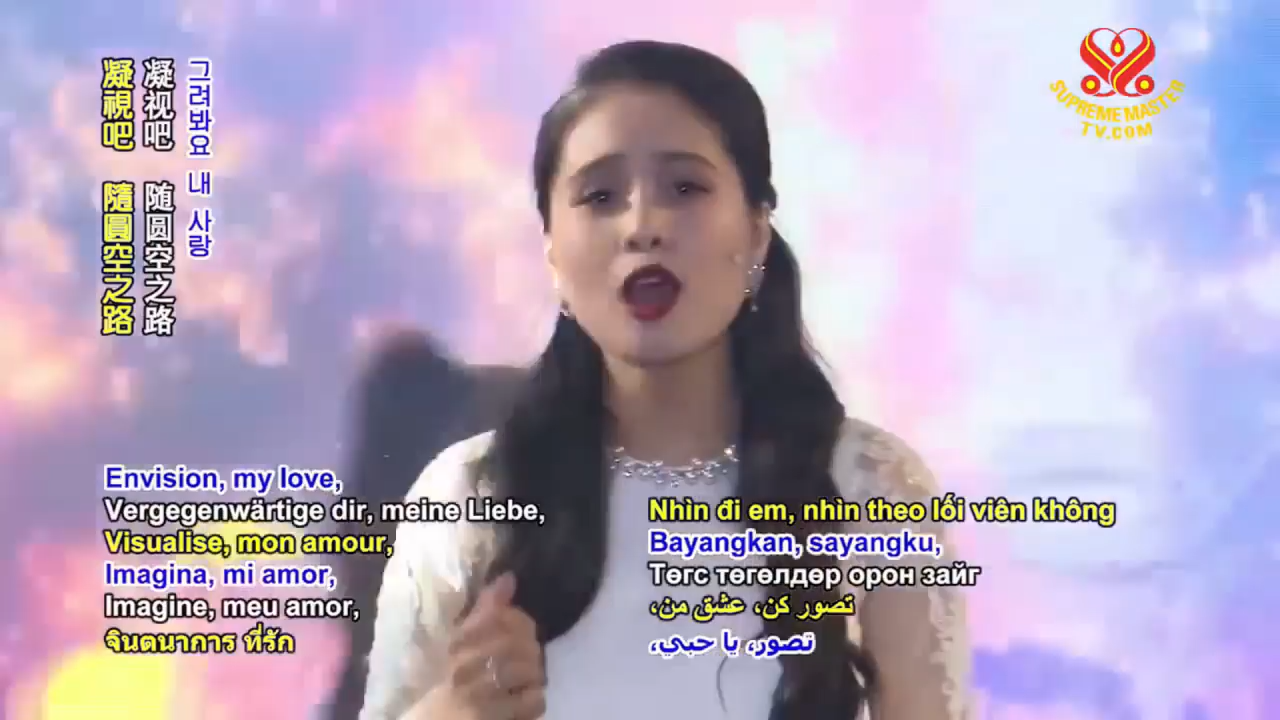 그려봐요 내 사랑
凝视吧 随圆空之路
凝視吧 隨圓空之路
SUPREME MASTER
TV.COM
Envision, my love,
Vergegenwärtige dir, meine Liebe,
Visualise, mon amour,
Imagina, mi amor,
Imagine, meu amor,
จินตนาการ ที่รัก
Nhìn đi em, nhìn theo lối viên không
Bayangkan, sayangku,
Төгс төгөлдөр орон зайг
تصور کن، عشق من،
تصور، يا حبي،